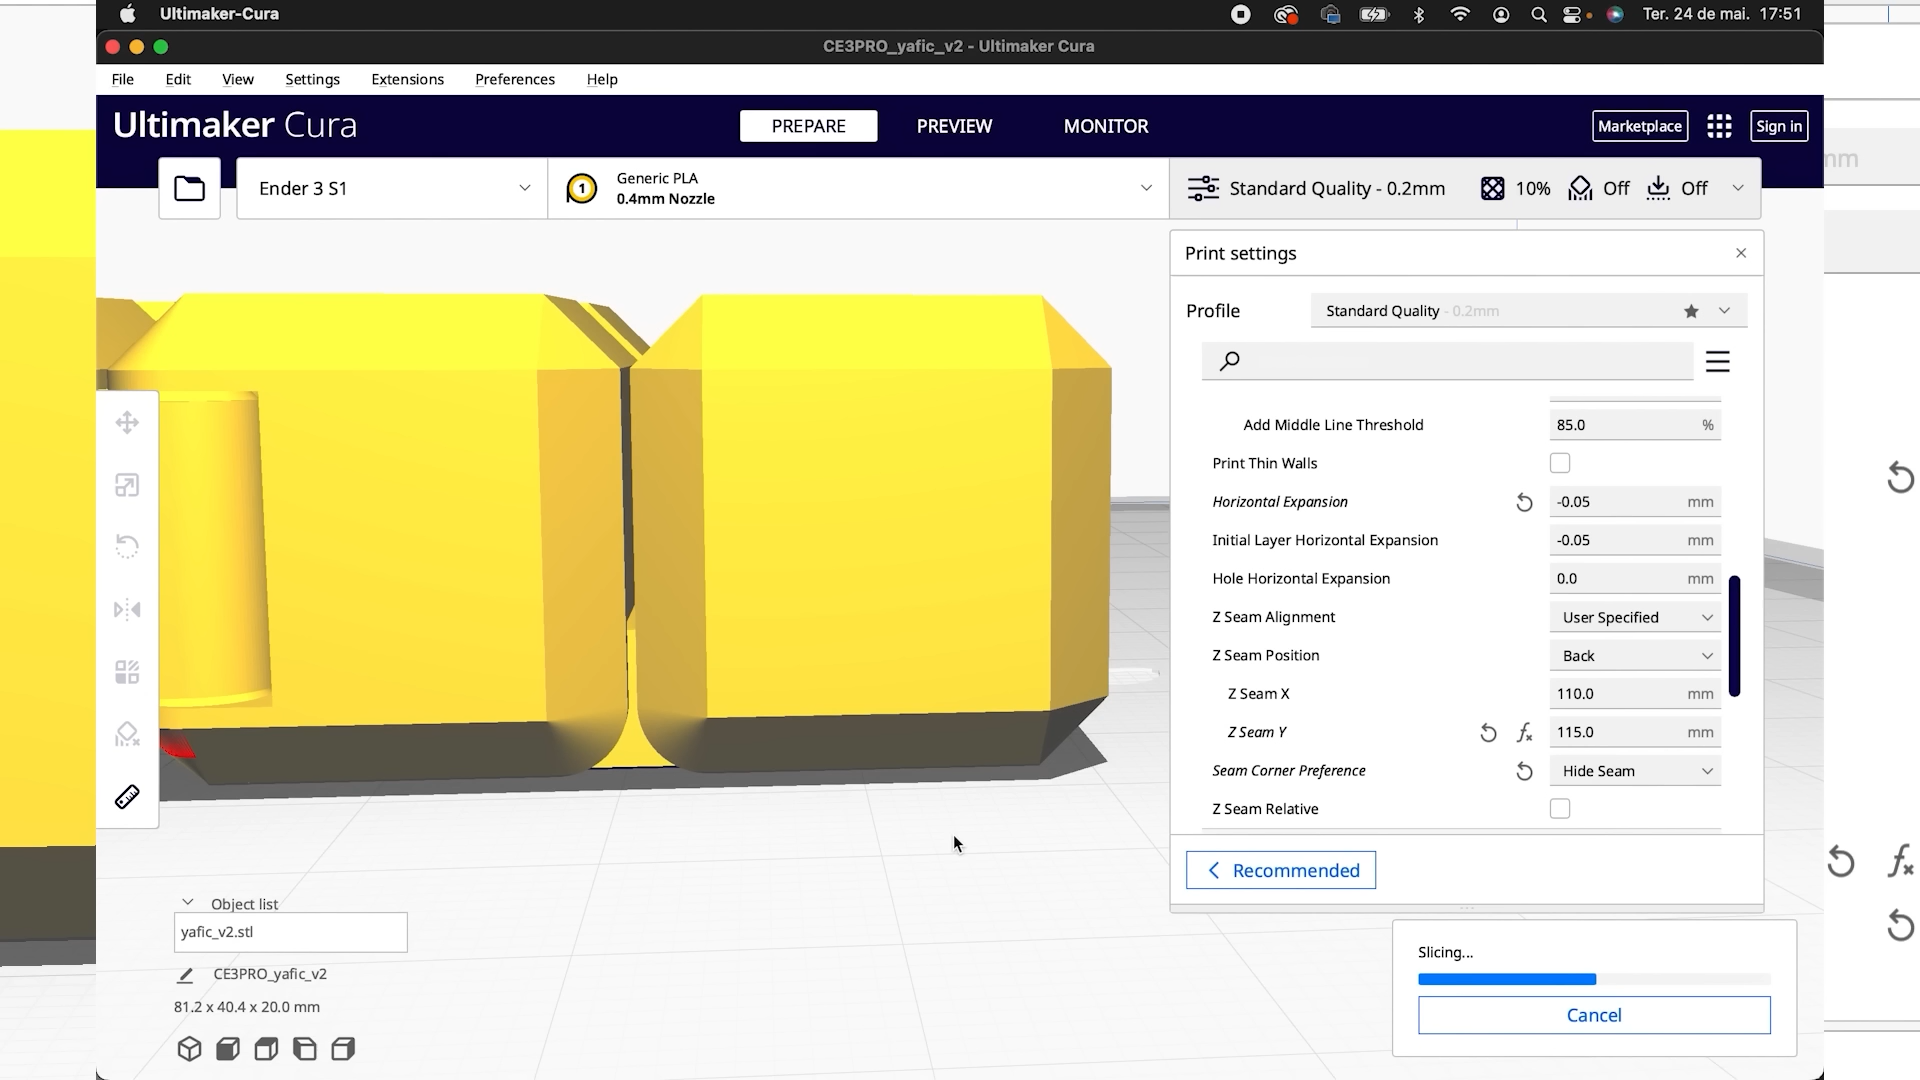 Ultimaker-Cura
Ter. 24 de mai. 17:51
CE3PRO_yafic_v2 - Ultimaker Cura
File Edit View Settings Extensions Preferences Help
Ultimaker Cura
PREPARE PREVIEW MONITOR
Marketplace
Sign in
Ender 3 S1
1
Generic PLA
0.4mm Nozzle
Standard Quality - 0.2mm
10% Off Off
Print settings
Profile
Standard Quality - 0.2mm
Add Middle Line Threshold 85.0 %
Print Thin Walls
Horizontal Expansion -0.05 mm
Initial Layer Horizontal Expansion -0.05 mm
Hole Horizontal Expansion 0.0 mm
Z Seam Alignment User Specified
Z Seam Position Back
Z Seam X 110.0 mm
Z Seam Y fx 115.0 mm
Seam Corner Preference Hide Seam
Z Seam Relative
Recommended
Object list
yafic_v2.stl
CE3PRO_yafic_v2
81.2 x 40.4 x 20.0 mm
Slicing...
Cancel
mm
fx